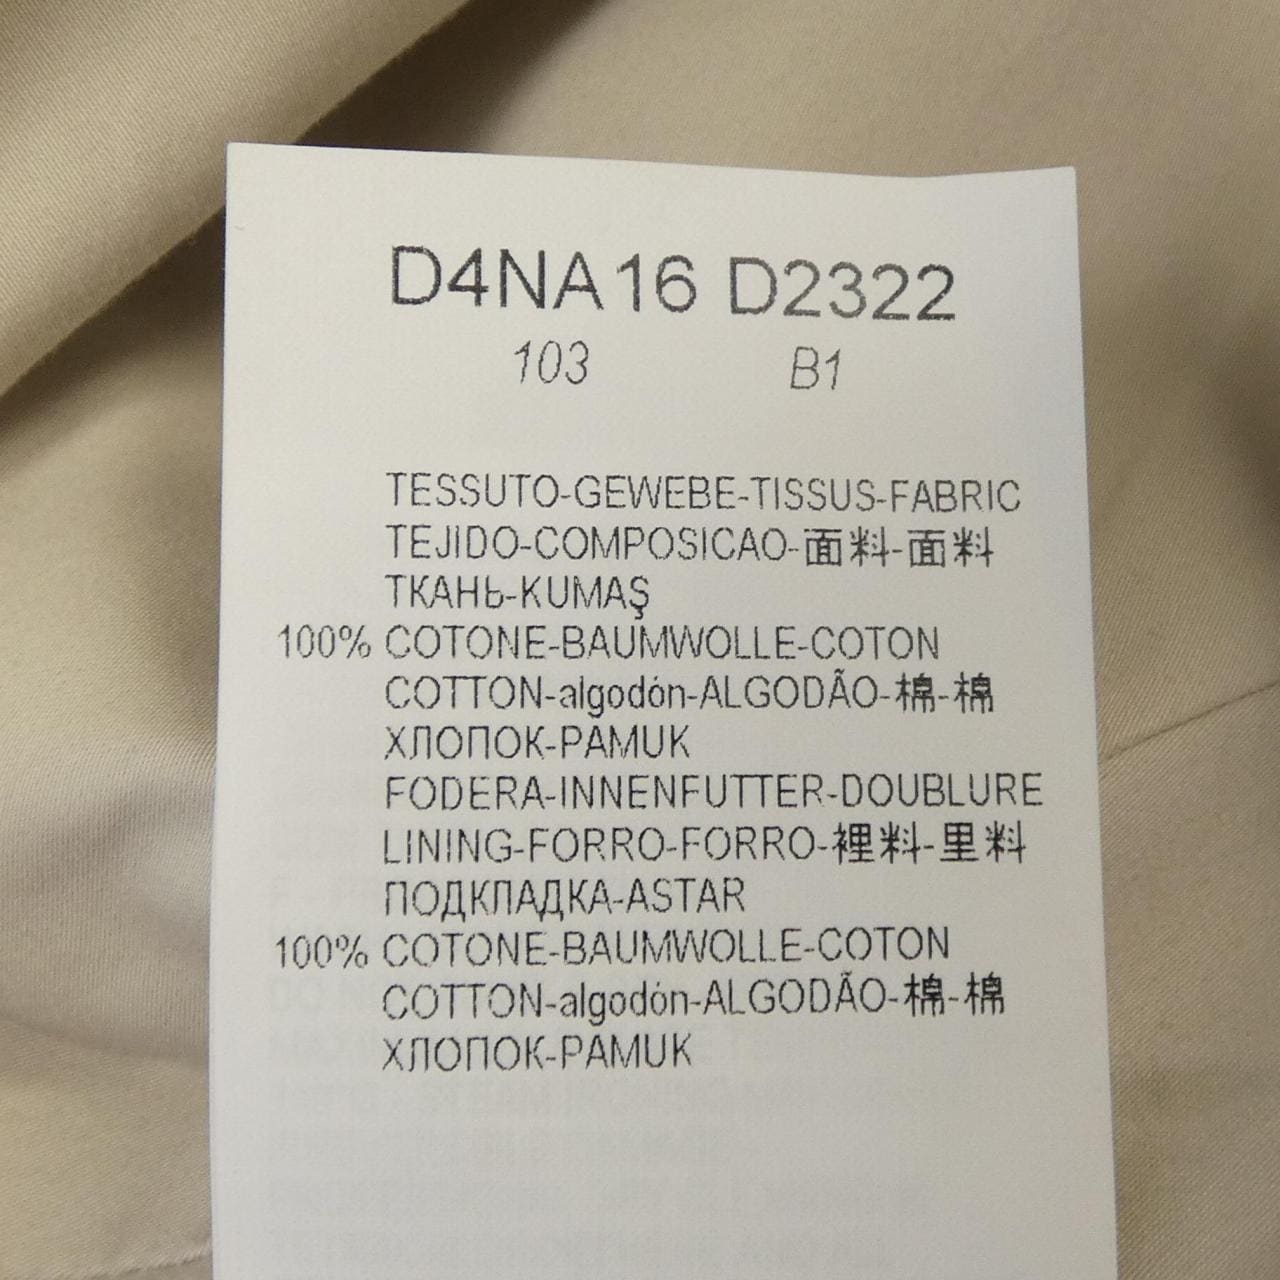 D4NA16 D2322
103 B1
TESSUTO-GEWEBE-TISSUS-FABRIC
TEJIDO-COMPOSICAO-面料-面料
ТКАНЬ-KUMAŞ
100% COTONE-BAUMWOLLE-COTON
COTTON-algodón-ALGODÃO-棉-棉
ХЛОПОК-PAMUK
FODERA-INNENFUTTER-DOUBLURE
LINING-FORRO-FORRO-裡料-里料
ПОДКЛАДКА-ASTAR
100% COTONE-BAUMWOLLE-COTON
COTTON-algodón-ALGODÃO-棉-棉
ХЛОПОК-PAMUK